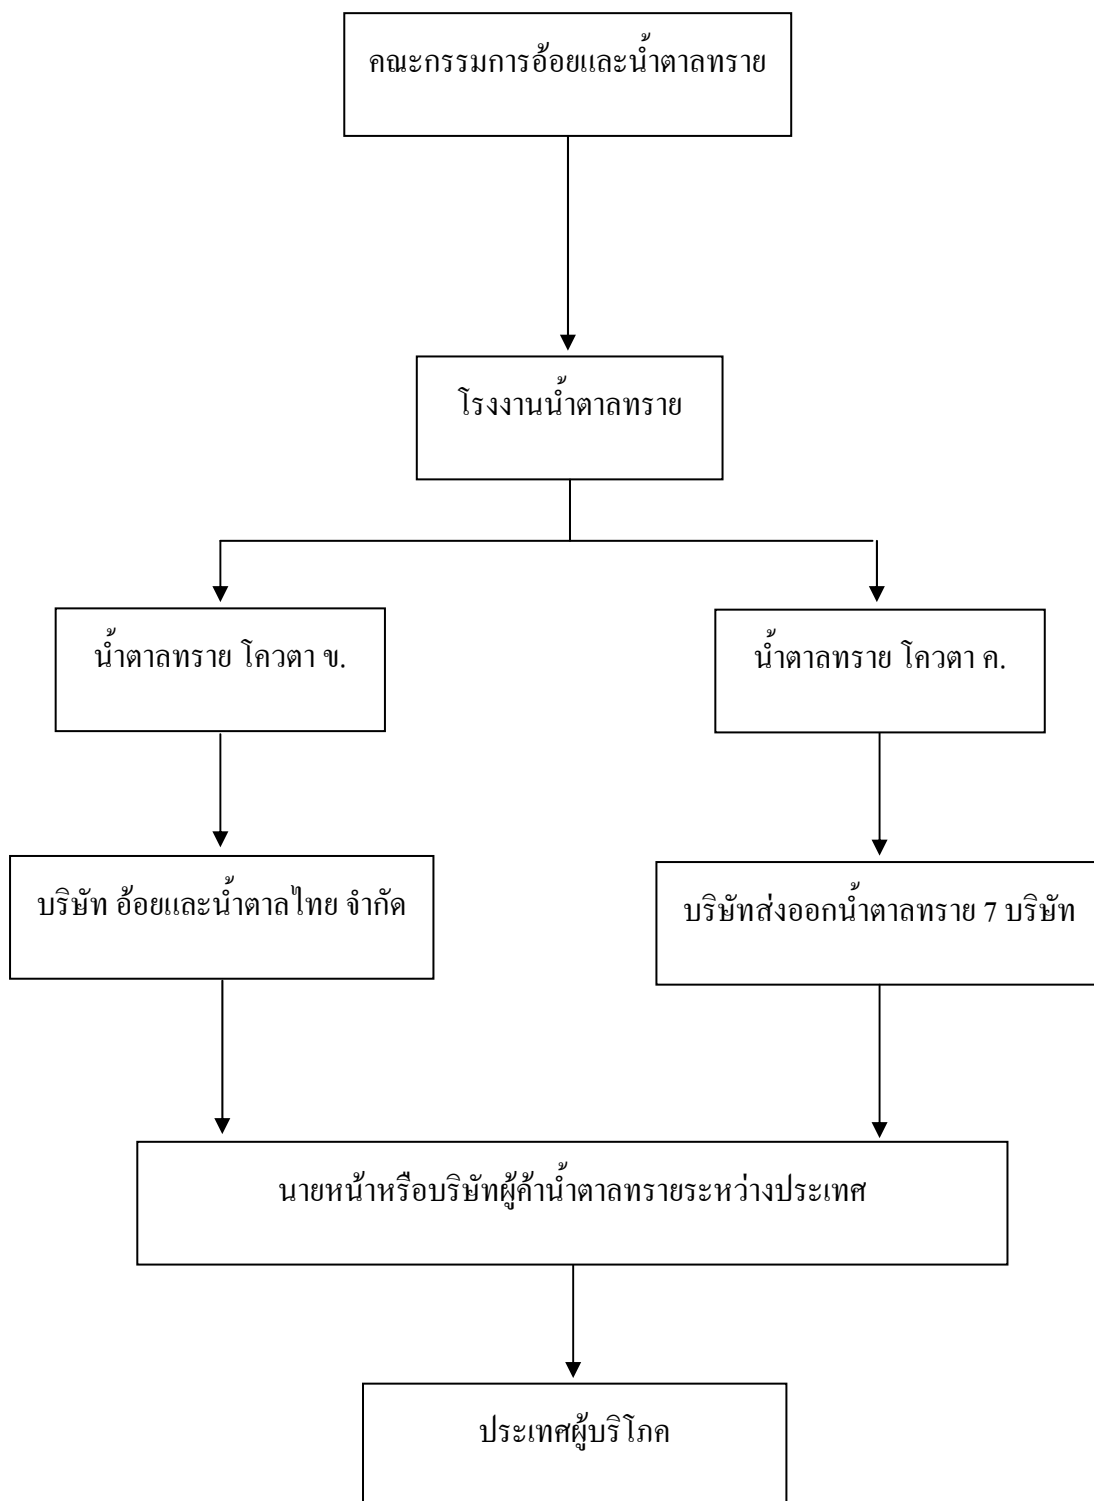 คณะกรรมการอ้อยและน้ำตาลทราย
โรงงานน้ำตาลทราย
น้ำตาลทราย โควตา ข.
น้ำตาลทราย โควตา ค.
บริษัท อ้อยและน้ำตาลไทย จำกัด
บริษัทส่งออกน้ำตาลทราย 7 บริษัท
นายหน้าหรือบริษัทผู้ค้าน้ำตาลทรายระหว่างประเทศ
ประเทศผู้บริโภค